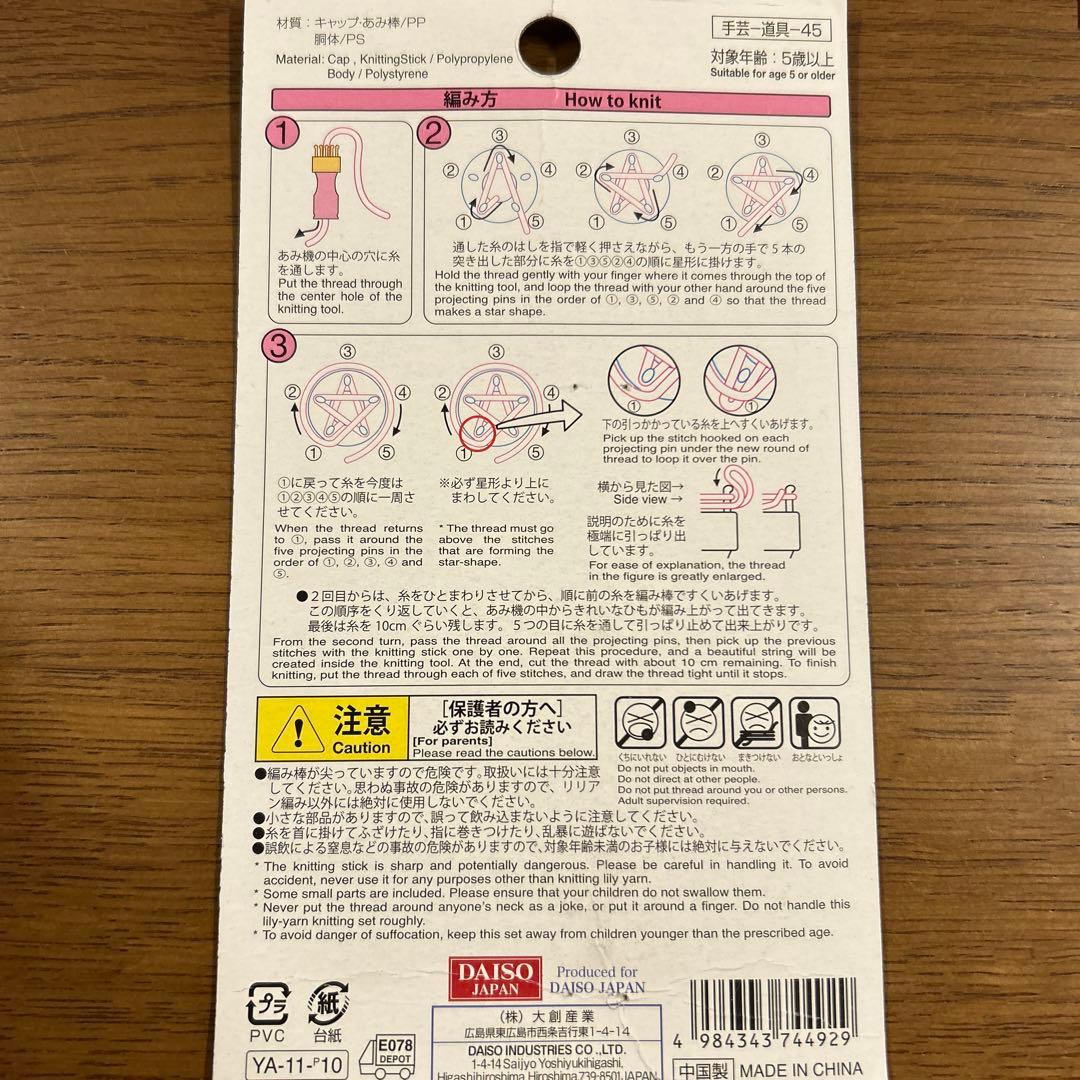 材質：キャップ・あみ棒/PP
胴体/PS
Material: Cap , KnittingStick / Polypropylene
Body / Polystyrene
手芸ー道具ー45
対象年齢：5歳以上
Suitable for age 5 or older
編み方 How to knit
1
あみ機の中心の穴に糸
を通します。
Put the thread through
the center hole of the
knitting tool.
2
③ ③ ③
② ④ ② ④ ② ④
① ⑤ ① ⑤ ① ⑤
通した糸のはしを指で軽く押さえながら、もう一方の手で5本の
突き出した部分に糸を①③⑤②④の順に星形に掛けます。
Hold the thread gently with your finger where it comes through the top of
the knitting tool, and loop the thread with your other hand around the five
projecting pins in the order of ①, ③, ⑤, ② and ④ so that the thread
makes a star shape.
3
③ ③
② ④ ② ④
① ⑤ ① ⑤
① ①
①に戻って糸を今度は
①②③④⑤の順に一周さ
せてください。
When the thread returns
to ①, pass it around the
five projecting pins in the
order of ①, ②, ③, ④ and
⑤.
※必ず星形より上に
まわしてください。
* The thread must go
above the stitches
that are forming the
star-shape.
下の引っかかっている糸を上へすくいあげます。
Pick up the stitch hooked on each
projecting pin under the new round of
thread to loop it over the pin.
横から見た図→
Side view→
説明のために糸を
極端に引っぱり出
しています。
For ease of explanation, the thread
in the figure is greatly enlarged.
●2回目からは、糸をひとまわりさせてから、順に前の糸を編み棒ですくいあげます。
この順序をくり返していくと、あみ機の中からきれいなひもが編み上がって出てきます。
最後は糸を10cmぐらい残します。5つの目に糸を通して引っぱり止めて出来上がりです。
From the second turn, pass the thread around all the projecting pins, then pick up the previous
stitches with the knitting stick one by one. Repeat this procedure, and a beautiful string will be
created inside the knitting tool. At the end, cut the thread with about 10 cm remaining. To finish
knitting, put the thread through each of five stitches, and draw the thread tight until it stops.
注意
Caution
［保護者の方へ］
必ずお読みください
[For parents]
Please read the cautions below.
くちにいれない ひとにむけない まきつけない おとなといっしょ
Do not put objects in mouth.
Do not direct at other people.
Do not put thread around you or other persons.
Adult supervision required.
●編み棒が尖っていますので危険です。取扱いには十分注意
してください。思わぬ事故の危険がありますので、リリア
ン編み以外には絶対に使用しないでください。
●小さな部品がありますので、誤って飲み込まないように注意してください。
●糸を首に掛けてふざけたり、指に巻きつけたり、乱暴に遊ばないでください。
●誤飲による窒息などの事故の危険がありますので、対象年齢未満のお子様には絶対に与えないでください。
* The knitting stick is sharp and potentially dangerous. Please be careful in handling it. To avoid
accident, never use it for any purposes other than knitting lily yarn.
* Some small parts are included. Please ensure that your children do not swallow them.
* Never put the thread around anyone's neck as a joke, or put it around a finger. Do not handle this
lily-yarn knitting set roughly.
* To avoid danger of suffocation, keep this set away from children younger than the prescribed age.
DAISO
JAPAN
Produced for
DAISO JAPAN
プラ
PVC
紙
台紙
YA-11-P10
E078
DEPOT
（株）大創産業
広島県東広島市西条吉行東1-4-14
DAISO INDUSTRIES CO.,LTD.
1-4-14 Saijyo Yoshiyukihigashi,
Higashihiroshima Hiroshima 739-8501 JAPAN
4 984343 744929
中国製 MADE IN CHINA